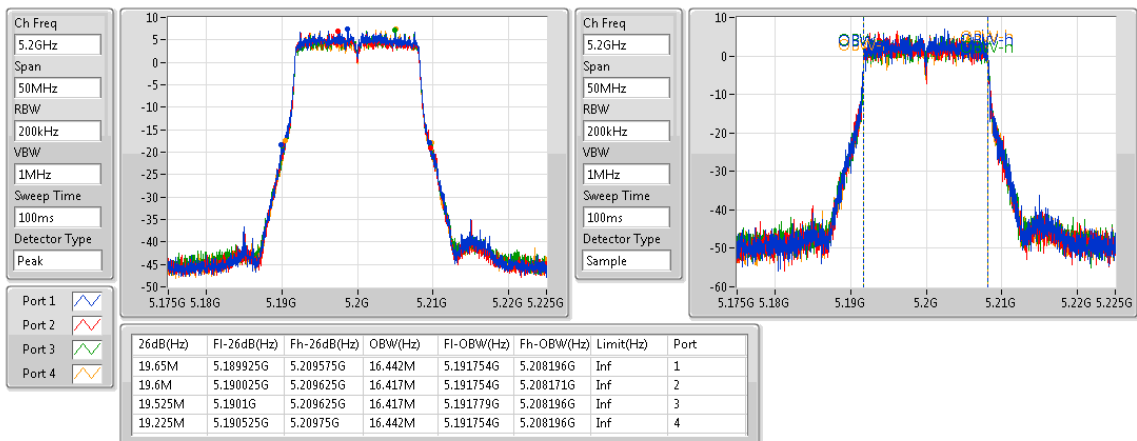 Ch Freq
5.2GHz
Span
50MHz
RBW
200kHz
VBW
1MHz
Sweep Time
100ms
Detector Type
Peak
10
5
0
-5
-10
-15
-20
-25
-30
-35
-40
-45
-50
5.175G 5.18G 5.19G 5.2G 5.21G 5.22G 5.225G
Ch Freq
5.2GHz
Span
50MHz
RBW
200kHz
VBW
1MHz
Sweep Time
100ms
Detector Type
Sample
10
0
-10
-20
-30
-40
-50
-60
5.175G 5.18G 5.19G 5.2G 5.21G 5.22G 5.225G
Port 1
Port 2
Port 3
Port 4
26dB(Hz) Fl-26dB(Hz) Fh-26dB(Hz) OBW(Hz) Fl-OBW(Hz) Fh-OBW(Hz) Limit(Hz) Port
19.65M 5.189925G 5.209575G 16.442M 5.191754G 5.208196G Inf 1
19.6M 5.190025G 5.209625G 16.417M 5.191754G 5.208171G Inf 2
19.525M 5.1901G 5.209625G 16.417M 5.191779G 5.208196G Inf 3
19.225M 5.190525G 5.20975G 16.442M 5.191754G 5.208196G Inf 4